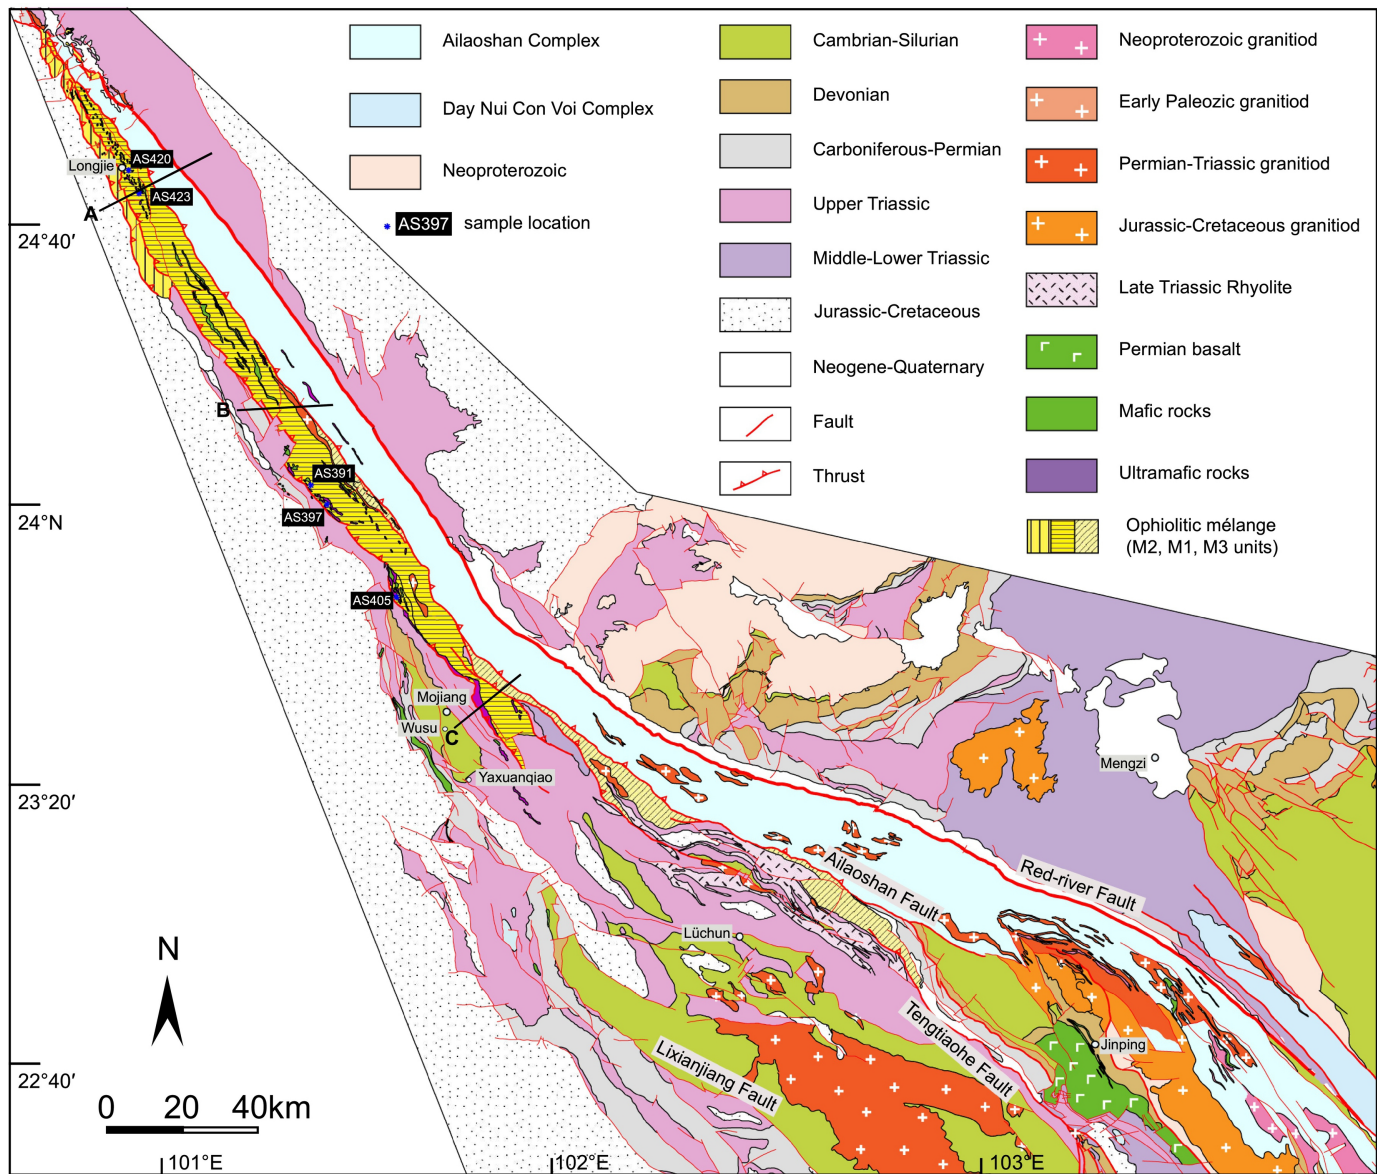 Ailaoshan Complex
Day Nui Con Voi Complex
Neoproterozoic
AS397 sample location
Cambrian-Silurian
Devonian
Carboniferous-Permian
Upper Triassic
Middle-Lower Triassic
Jurassic-Cretaceous
Neogene-Quaternary
Fault
Thrust
Neoproterozoic granitiod
Early Paleozic granitiod
Permian-Triassic granitiod
Jurassic-Cretaceous granitiod
Late Triassic Rhyolite
Permian basalt
Mafic rocks
Ultramafic rocks
Ophiolitic mélange
(M2, M1, M3 units)
Longjie
AS420
AS423
A
24°40′
B
AS391
AS397
24°N
AS405
Mojiang
Wusu
C
Yaxuanqiao
Mengzi
23°20′
Ailaoshan Fault
Red-river Fault
Lüchun
Tengtiaohe Fault
Lixianjiang Fault
Jinping
N
22°40′
0 20 40km
101°E
102°E
103°E